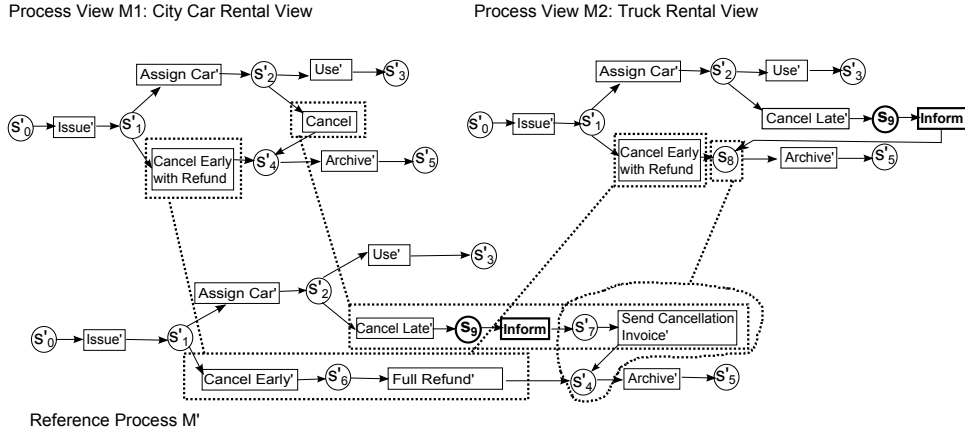 Process View M1: City Car Rental View
Process View M2: Truck Rental View
Assign Car' S'2 Use' S'3
S'0 Issue' S'1
Cancel
Cancel Early
with Refund
S'4 Archive' S'5
Assign Car' S'2 Use' S'3
S'0 Issue' S'1
Cancel Late' S9 Inform
Cancel Early
with Refund
S8 Archive' S'5
Use' S'3
Assign Car' S'2
S'0 Issue' S'1
Cancel Late' S9 Inform S'7 Send Cancellation
Invoice'
Cancel Early' S'6 Full Refund' S'4 Archive' S'5
Reference Process M'